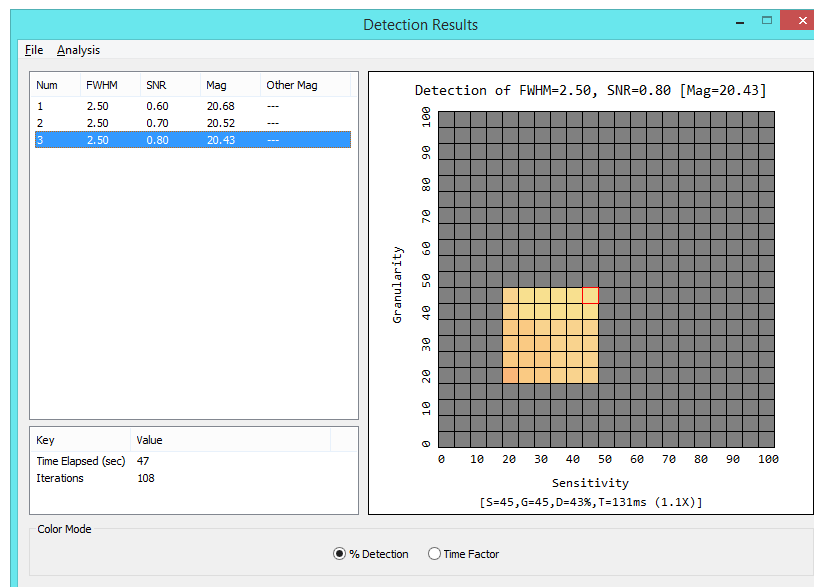 Detection Results
File Analysis
Num FWHM SNR Mag Other Mag
1 2.50 0.60 20.68 ---
2 2.50 0.70 20.52 ---
3 2.50 0.80 20.43 ---
Key Value
Time Elapsed (sec) 47
Iterations 108
Detection of FWHM=2.50, SNR=0.80 [Mag=20.43]
100
90
80
70
60
50
40
30
20
10
0
Granularity
0 10 20 30 40 50 60 70 80 90 100
Sensitivity
[S=45,G=45,D=43%,T=131ms (1.1X)]
Color Mode
% Detection Time Factor